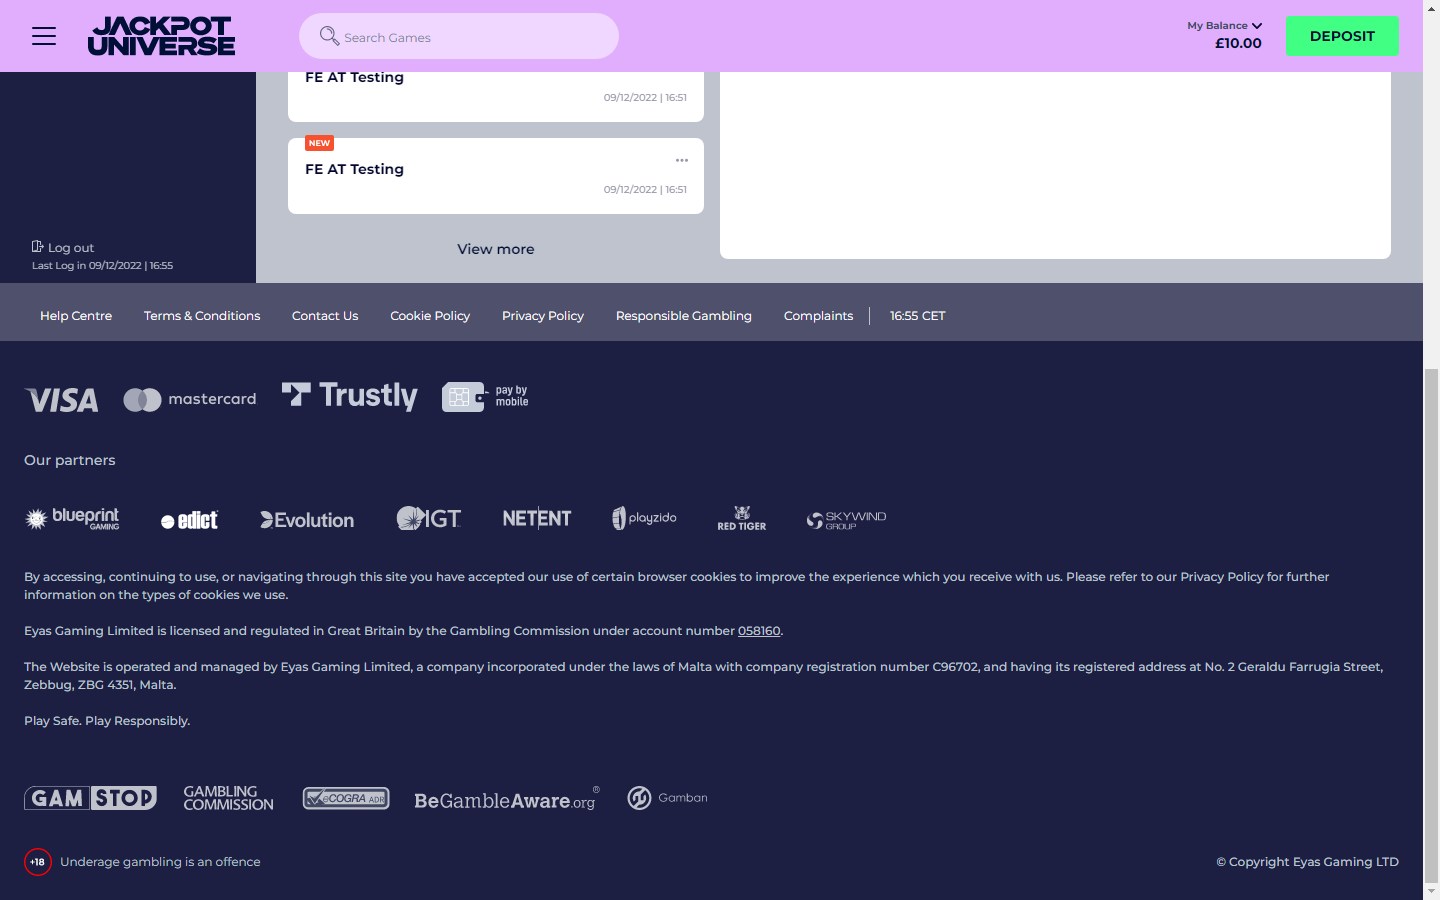 JACKPOT
UNIVERSE
Search Games
My Balance
£10.00
DEPOSIT
FE AT Testing
09/12/2022 | 16:51
NEW
FE AT Testing
09/12/2022 | 16:51
View more
Log out
Last Log in 09/12/2022 | 16:55
Help Centre
Terms & Conditions
Contact Us
Cookie Policy
Privacy Policy
Responsible Gambling
Complaints
16:55 CET
VISA
mastercard
Trustly
pay by
mobile
Our partners
blueprint
GAMING
edict
Evolution
IGT
NETENT
playzido
RED TIGER
SKYWIND
GROUP
By accessing, continuing to use, or navigating through this site you have accepted our use of certain browser cookies to improve the experience which you receive with us. Please refer to our Privacy Policy for further
information on the types of cookies we use.
Eyas Gaming Limited is licensed and regulated in Great Britain by the Gambling Commission under account number 058160.
The Website is operated and managed by Eyas Gaming Limited, a company incorporated under the laws of Malta with company registration number C96702, and having its registered address at No. 2 Geraldu Farrugia Street,
Zebbug, ZBG 4351, Malta.
Play Safe. Play Responsibly.
GAMSTOP
GAMBLING
COMMISSION
eCOGRA ADR
BeGambleAware.org®
Gamban
+18
Underage gambling is an offence
© Copyright Eyas Gaming LTD